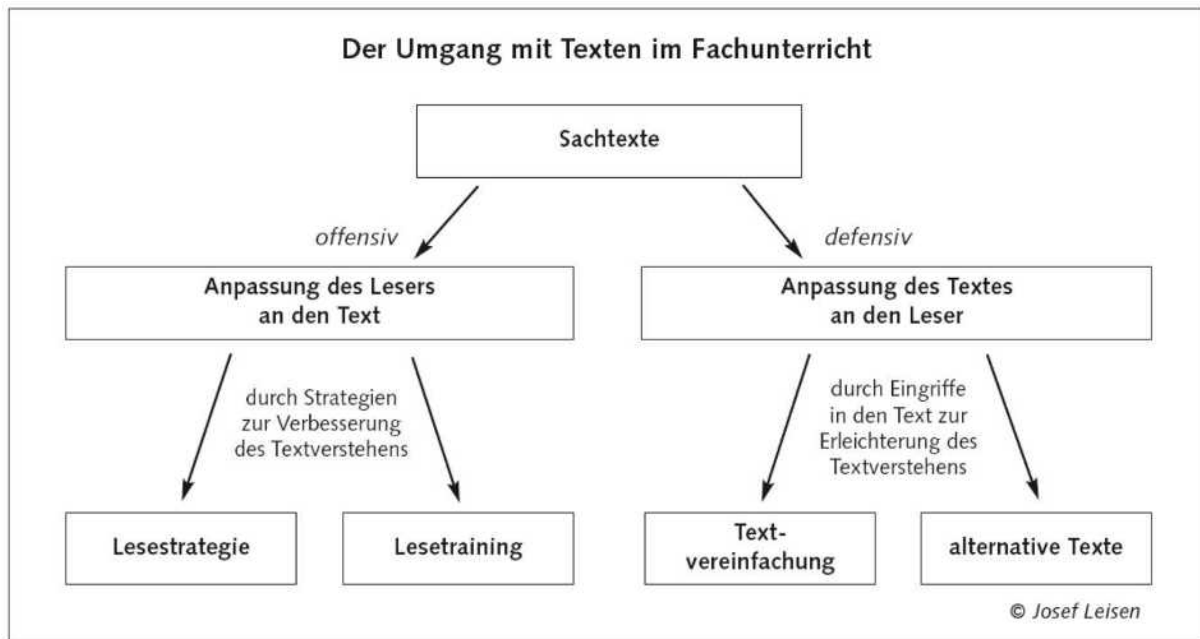 Der Umgang mit Texten im Fachunterricht
Sachtexte
offensiv
defensiv
Anpassung des Lesers
an den Text
Anpassung des Textes
an den Leser
durch Strategien
zur Verbesserung
des Textverstehens
durch Eingriffe
in den Text zur
Erleichterung des
Textverstehens
Lesestrategie
Lesetraining
Text-
vereinfachung
alternative Texte
© Josef Leisen